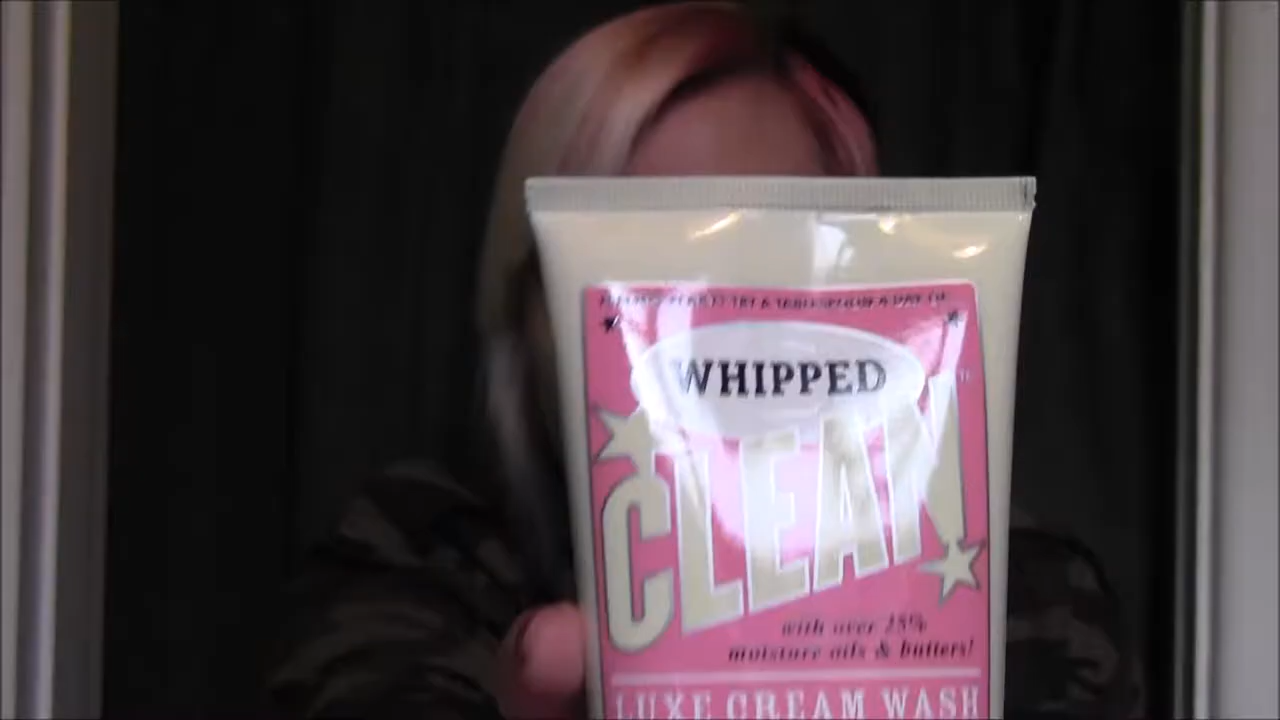 WHIPPED
CLEAN
with over 25%
moisture oils & butters!
LUXE CREAM WASH